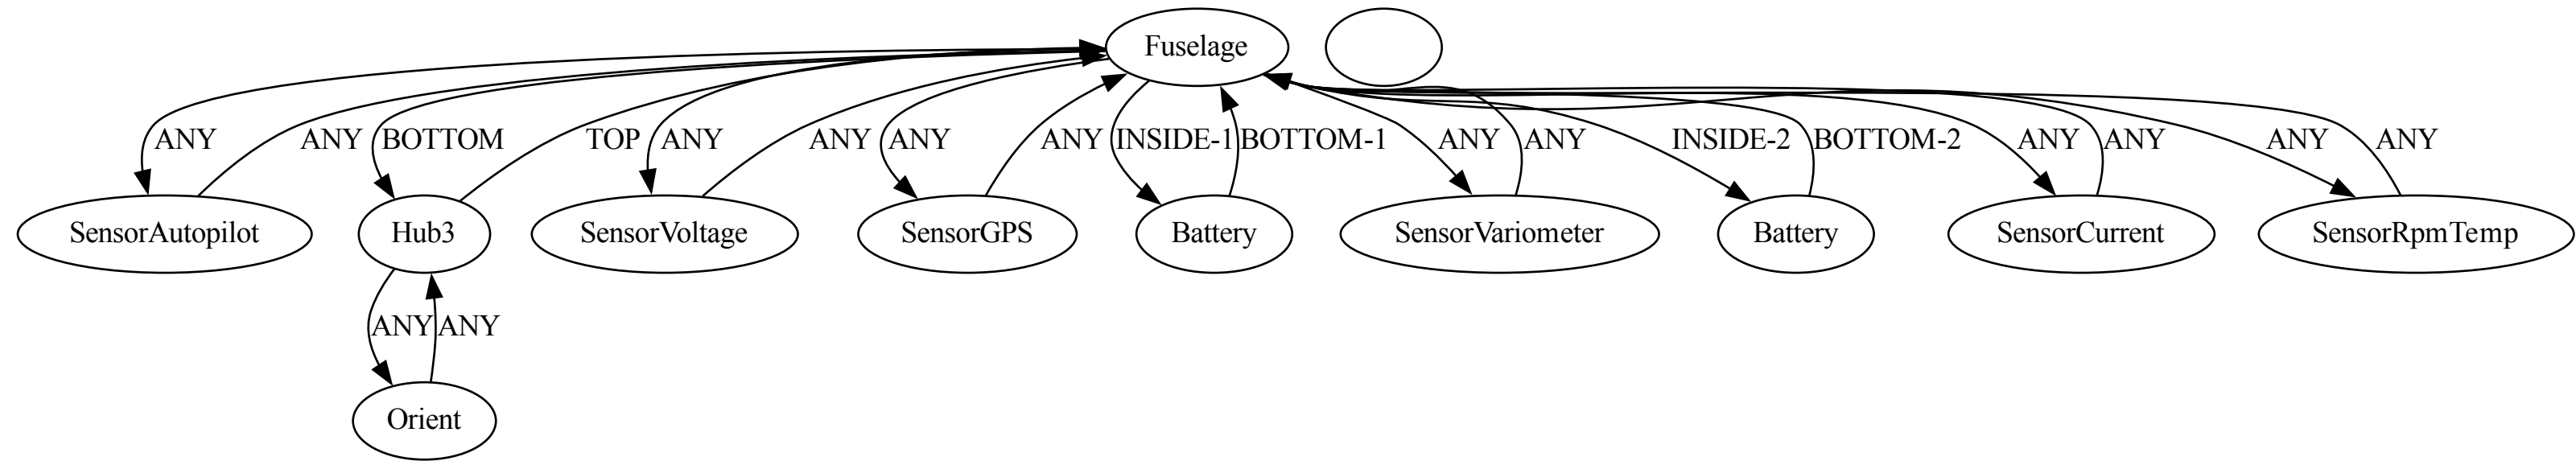 Fuselage
ANY
ANY
BOTTOM
TOP
ANY
ANY
ANY
ANY
INSIDE-1
BOTTOM-1
ANY
ANY
INSIDE-2
BOTTOM-2
ANY
ANY
ANY
ANY
SensorAutopilot
Hub3
SensorVoltage
SensorGPS
Battery
SensorVariometer
Battery
SensorCurrent
SensorRpmTemp
ANY
ANY
Orient